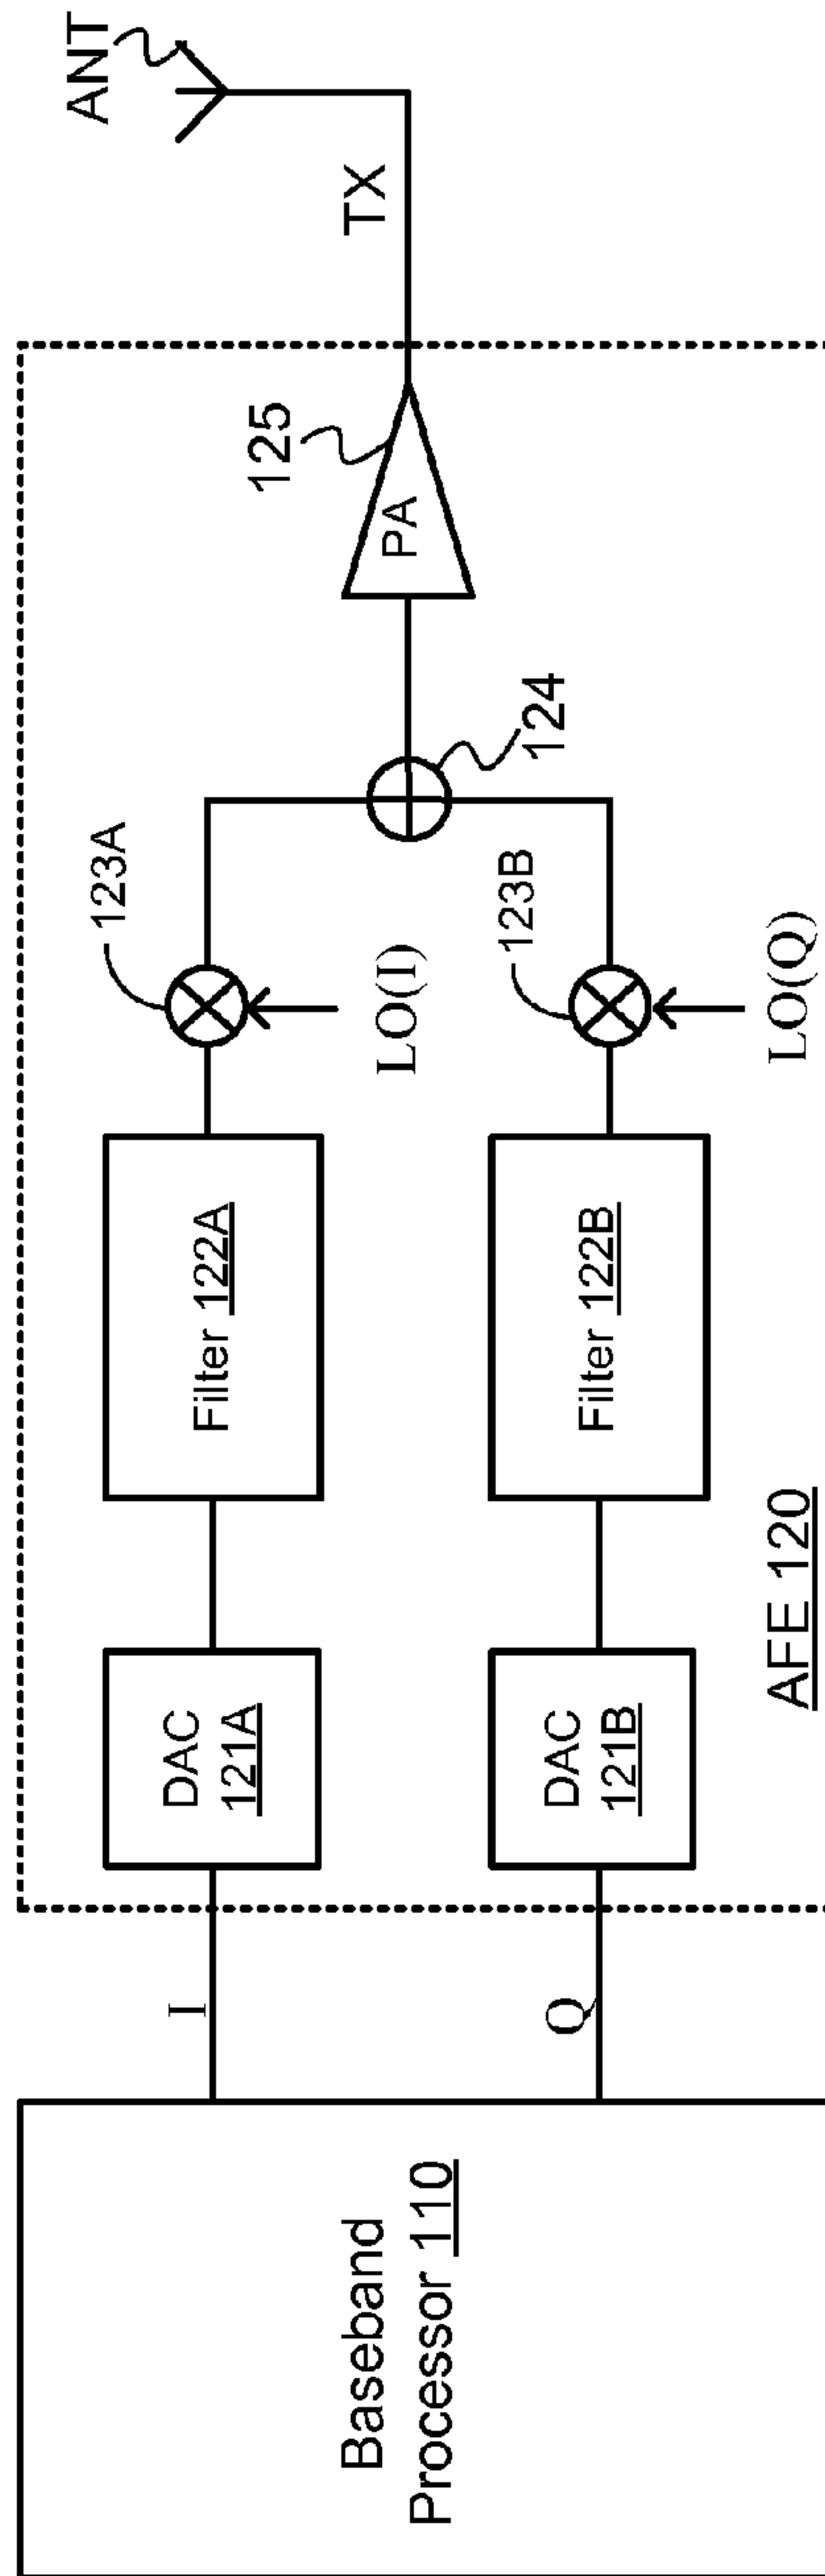 Baseband
Processor 110
I
Q
DAC
121A
DAC
121B
Filter 122A
Filter 122B
AFE 120
123A
LO(I)
123B
LO(Q)
124
125
PA
TX
ANT